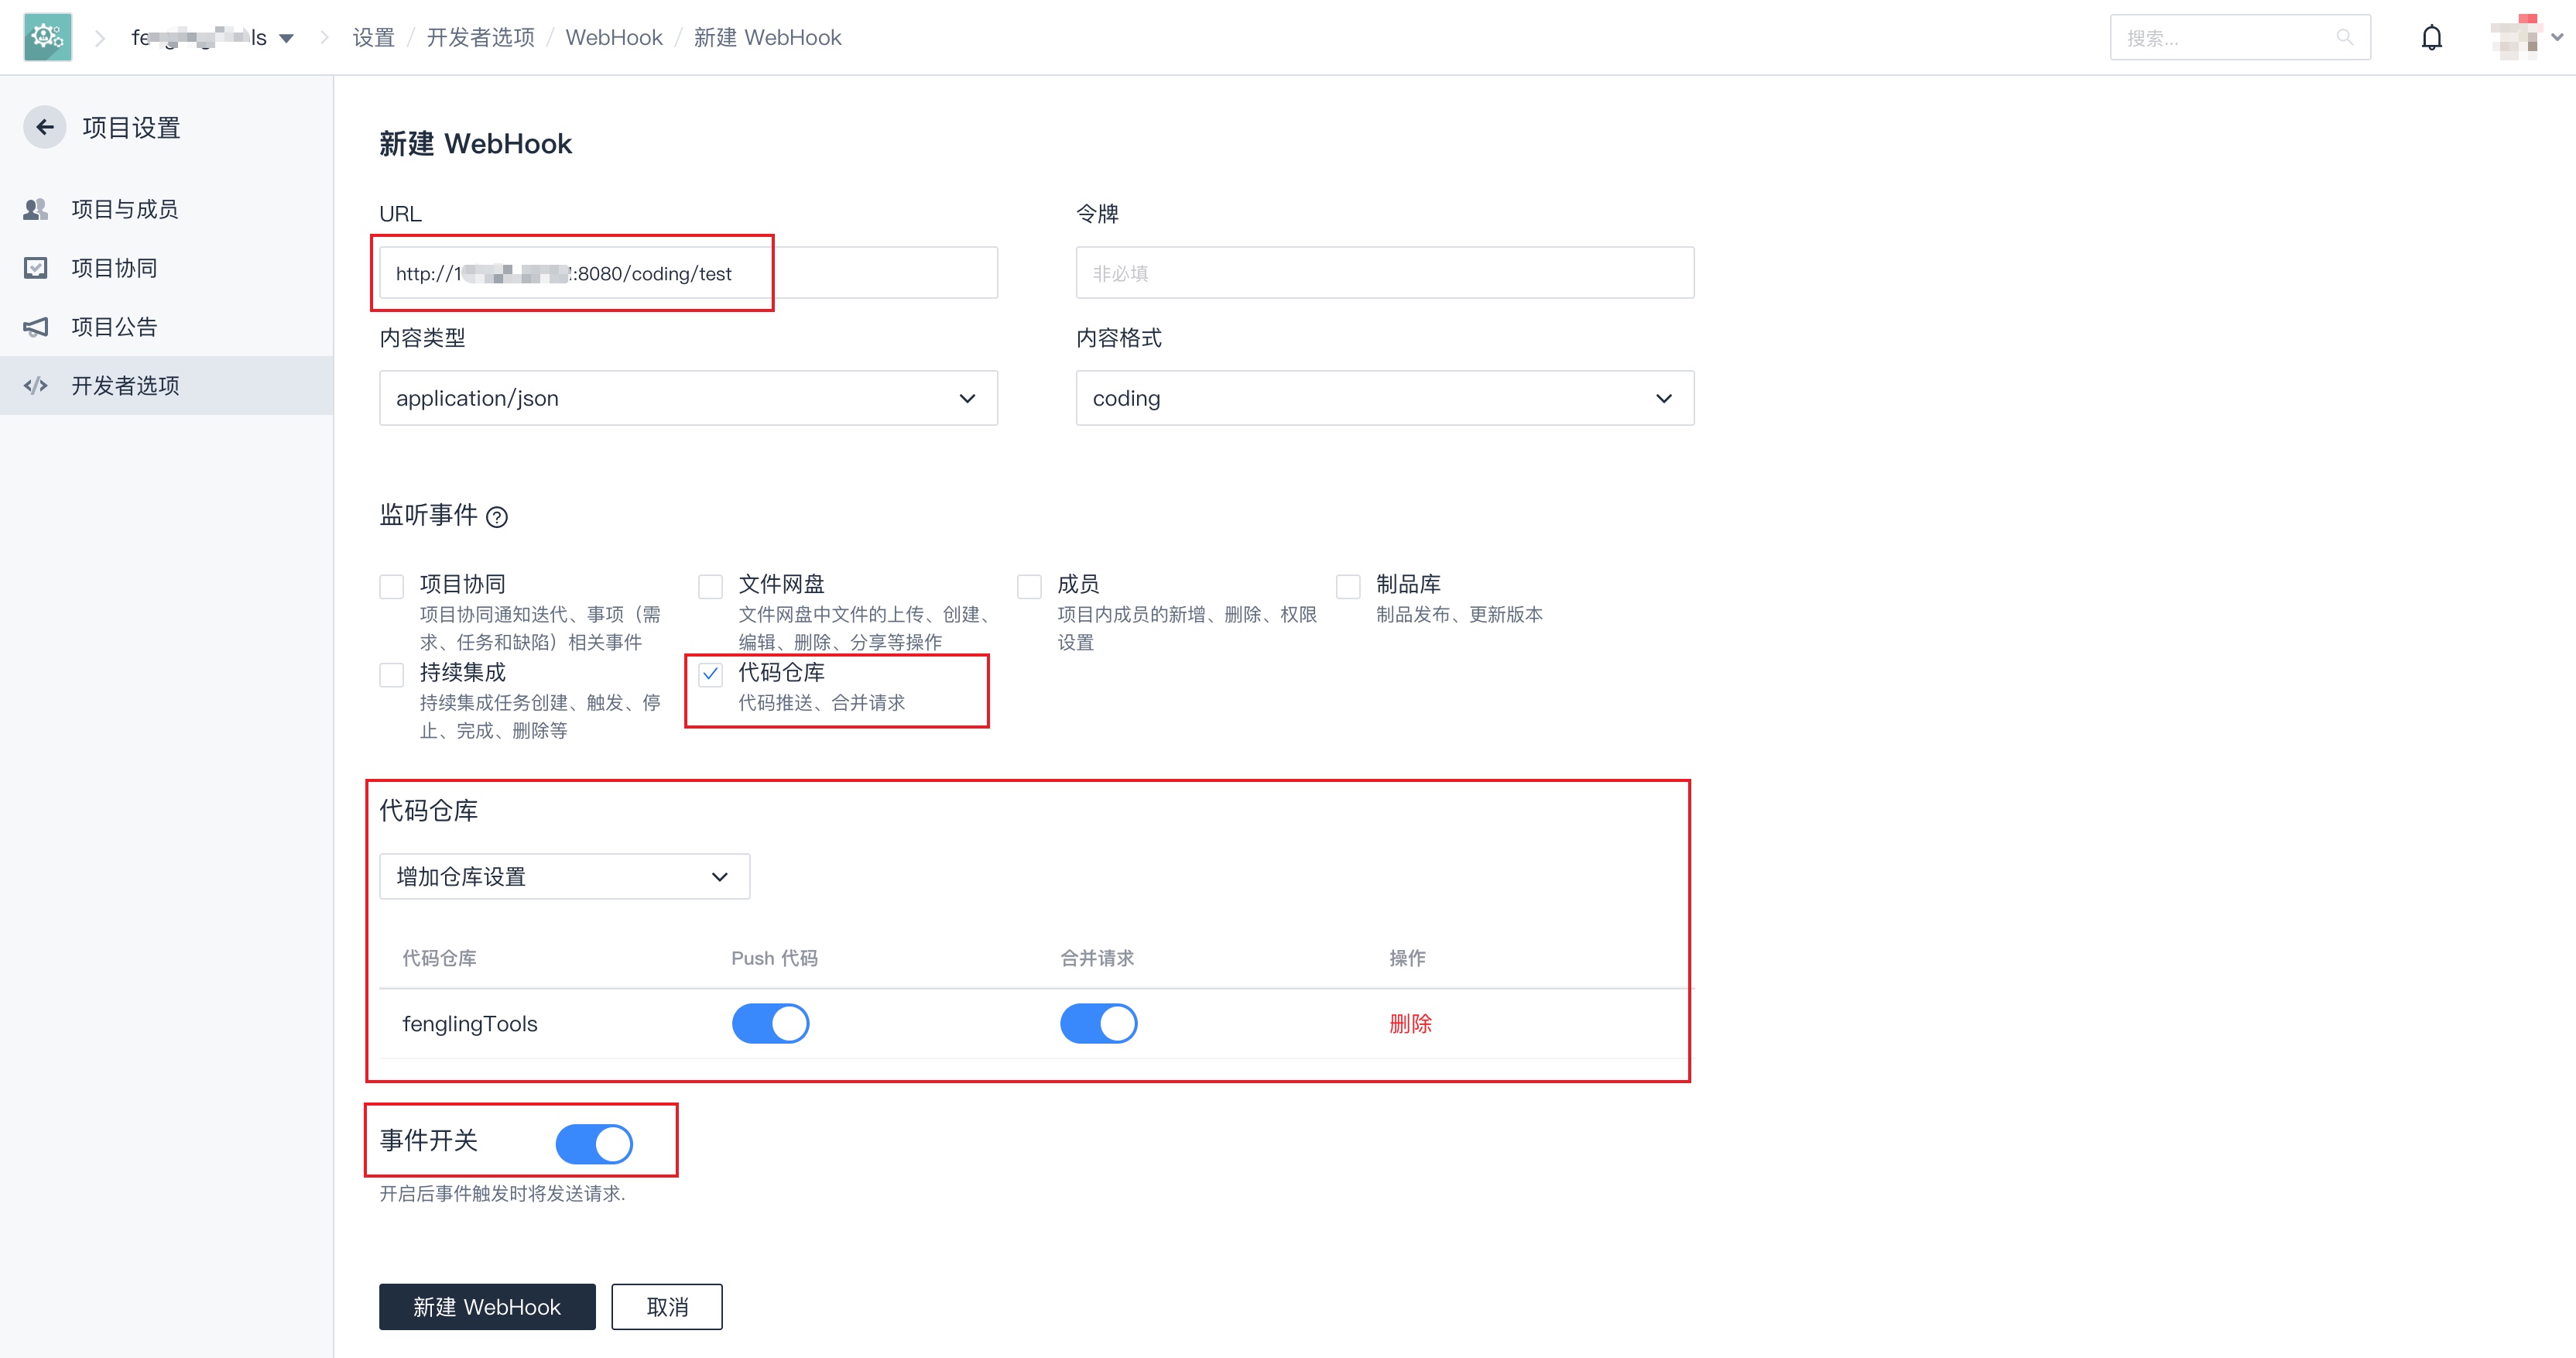 设置 / 开发者选项 / WebHook / 新建 WebHook
搜索...
项目设置
项目与成员
项目协同
项目公告
开发者选项
新建 WebHook
URL
令牌
http://1 :8080/coding/test
非必填
内容类型
内容格式
application/json
coding
监听事件 ?
项目协同
项目协同通知迭代、事项（需
求、任务和缺陷）相关事件
文件网盘
文件网盘中文件的上传、创建、
编辑、删除、分享等操作
成员
项目内成员的新增、删除、权限
设置
制品库
制品发布、更新版本
持续集成
持续集成任务创建、触发、停
止、完成、删除等
代码仓库
代码推送、合并请求
代码仓库
增加仓库设置
代码仓库 Push 代码 合并请求 操作
fenglingTools 删除
事件开关
开启后事件触发时将发送请求.
新建 WebHook
取消